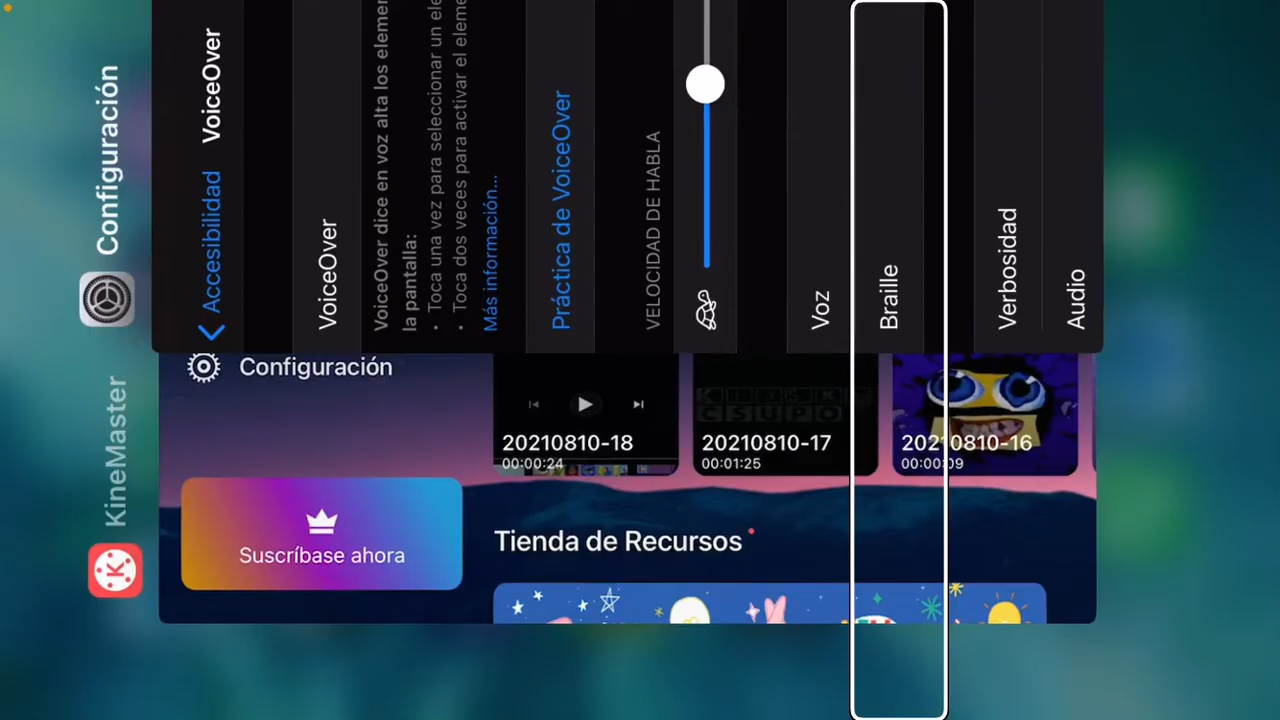 Configuración
Accesibilidad
VoiceOver
VoiceOver
VoiceOver dice en voz alta los elemen
la pantalla:
• Toca una vez para seleccionar un ele
• Toca dos veces para activar el eleme
Más información...
Práctica de VoiceOver
VELOCIDAD DE HABLA
Voz
Braille
Verbosidad
Audio
KineMaster
Configuración
20210810-18
00:00:24
20210810-17
00:01:25
20210810-16
00:00:09
KLASKY
CSUPO
Suscríbase ahora
Tienda de Recursos